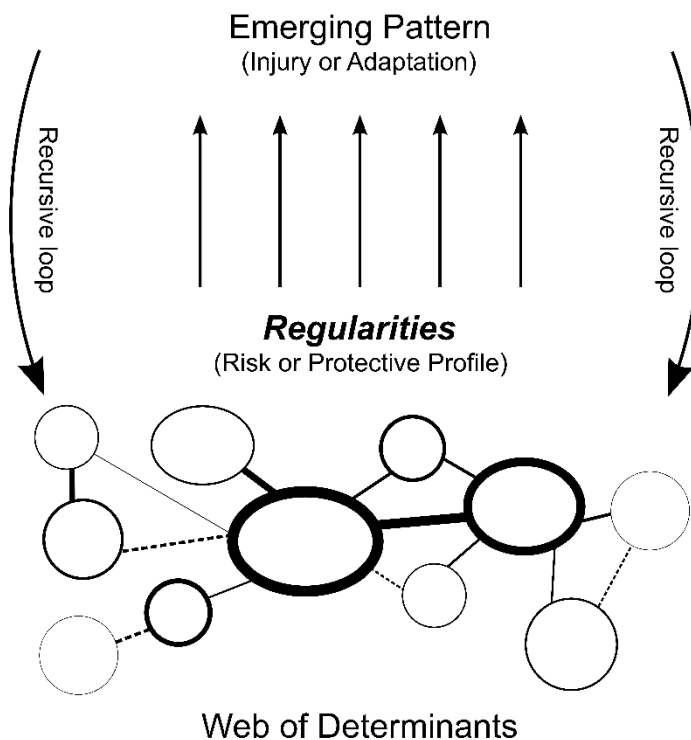 Emerging Pattern
(Injury or Adaptation)
Recursive loop
Recursive loop
Regularities
(Risk or Protective Profile)
Web of Determinants